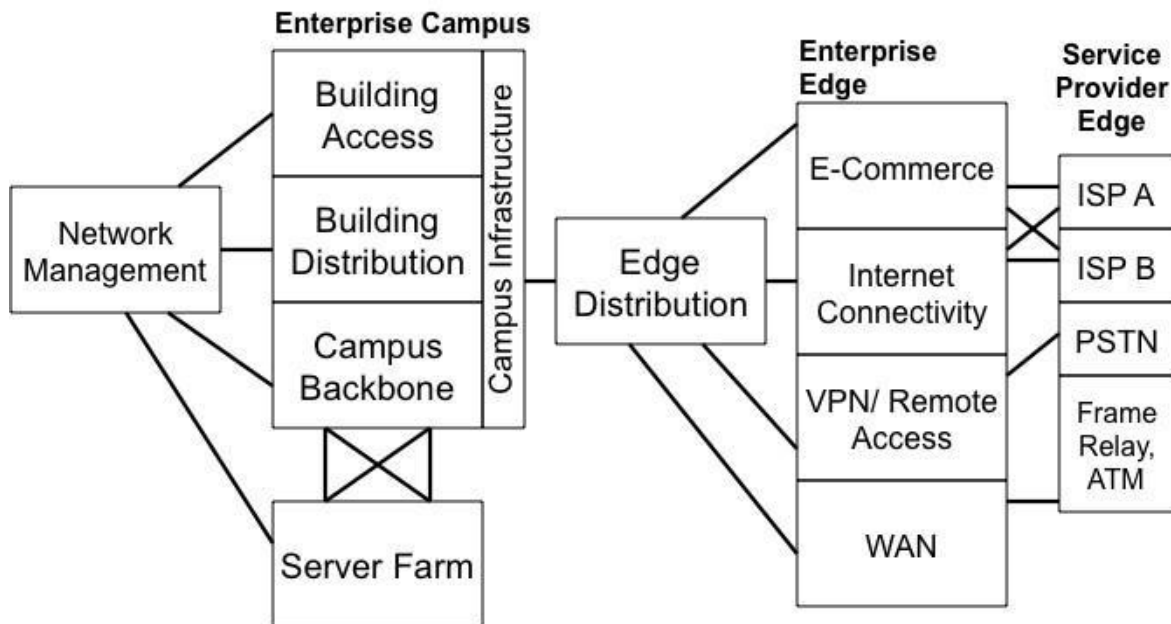 Enterprise Campus
Building
Access
Building
Distribution
Campus
Backbone
Campus Infrastructure
Network
Management
Server Farm
Edge
Distribution
Enterprise
Edge
E-Commerce
Internet
Connectivity
VPN/ Remote
Access
WAN
Service
Provider
Edge
ISP A
ISP B
PSTN
Frame
Relay,
ATM